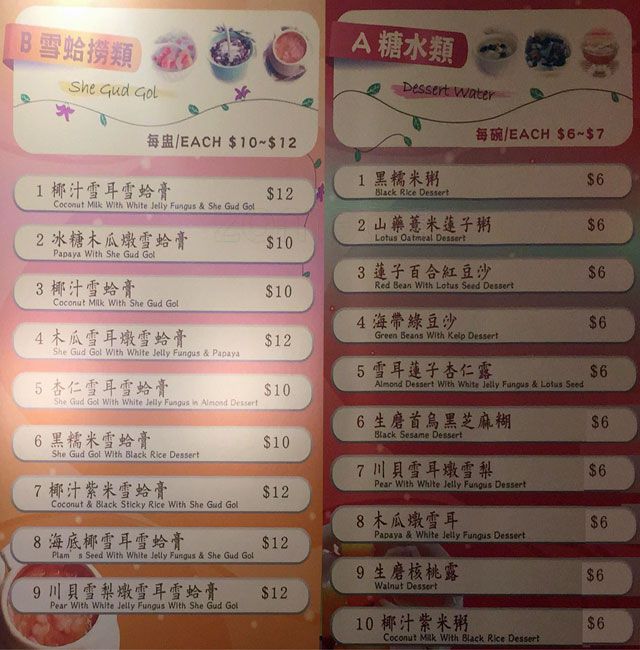 B 雪蛤撈類
She Gud Gol
每盅/EACH $10~$12
1 椰汁雪耳雪蛤膏 $12
Coconut Milk With White Jelly Fungus & She Gud Gol
2 冰糖木瓜燉雪蛤膏 $10
Papaya With She Gud Gol
3 椰汁雪蛤膏 $10
Coconut Milk With She Gud Gol
4 木瓜雪耳燉雪蛤膏 $12
She Gud Gol With White Jelly Fungus & Papaya
5 杏仁雪耳雪蛤膏 $10
She Gud Gol With White Jelly Fungus in Almond Dessert
6 黑糯米雪蛤膏 $10
She Gud Gol With Black Rice Dessert
7 椰汁紫米雪蛤膏 $12
Coconut & Black Sticky Rice With She Gud Gol
8 海底椰雪耳雪蛤膏 $12
Plam's Seed With White Jelly Fungus & She Gud Gol
9 川貝雪梨燉雪耳雪蛤膏 $12
Pear With White Jelly Fungus With She Gud Gol
A 糖水類
Dessert Water
每碗/EACH $6~$7
1 黑糯米粥 $6
Black Rice Dessert
2 山藥薏米蓮子粥 $6
Lotus Oatmeal Dessert
3 蓮子百合紅豆沙 $6
Red Bean With Lotus Seed Dessert
4 海帶綠豆沙 $6
Green Beans With Kelp Dessert
5 雪耳蓮子杏仁露 $6
Almond Dessert With White Jelly Fungus & Lotus Seed
6 生磨首烏黑芝麻糊 $6
Black Sesame Dessert
7 川貝雪耳燉雪梨 $6
Pear With White Jelly Fungus Dessert
8 木瓜燉雪耳 $6
Papaya & White Jelly Fungus Dessert
9 生磨核桃露 $6
Walnut Dessert
10 椰汁紫米粥 $6
Coconut Milk With Black Rice Dessert